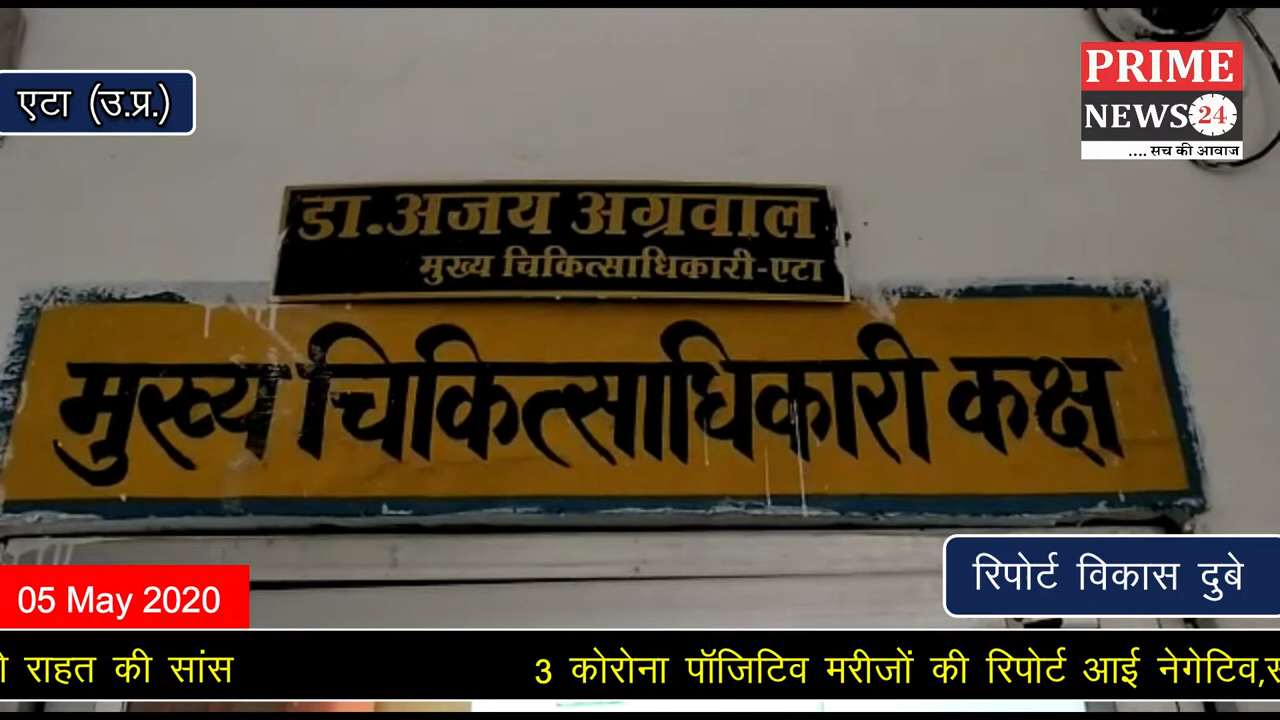 एटा (उ.प्र.)
PRIME
NEWS 24
.... सच की आवाज
डा.अजय अग्रवाल
मुख्य चिकित्साधिकारी-एटा
मुख्य चिकित्साधिकारी कक्ष
रिपोर्ट विकास दुबे
05 May 2020
राहत की सांस
3 कोरोना पॉजिटिव मरीजों की रिपोर्ट आई नेगेटिव,